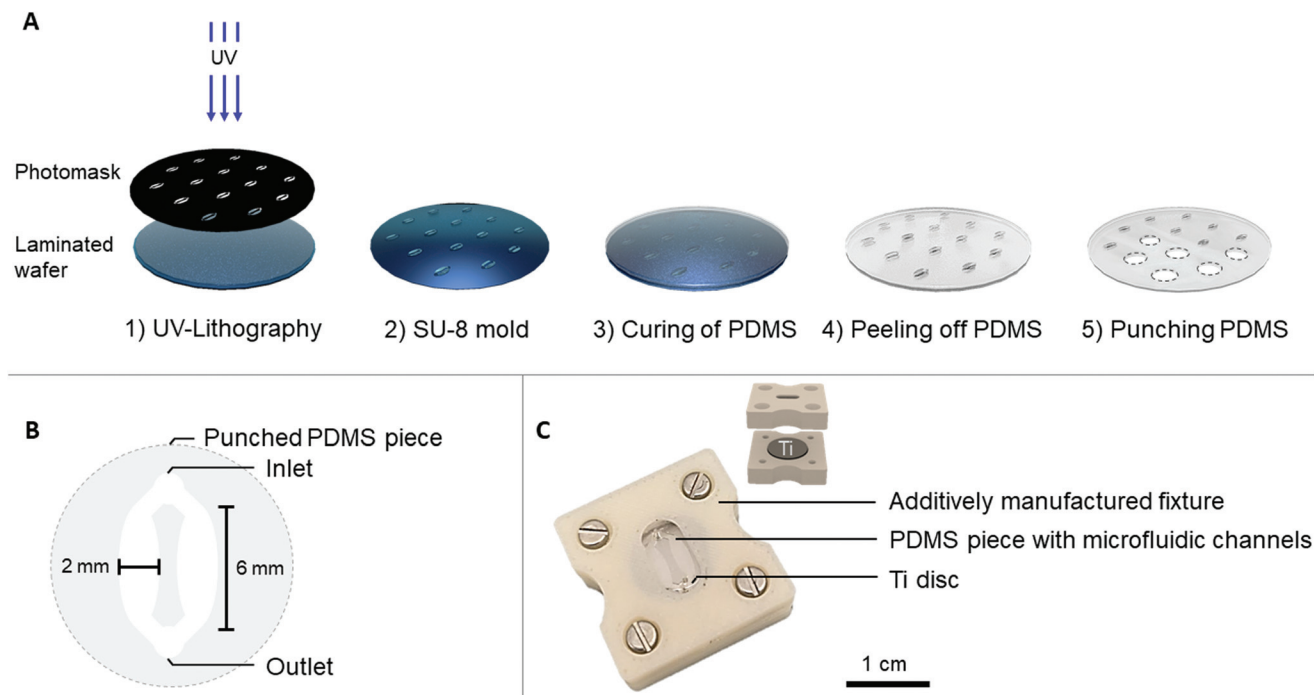 A
UV
Photomask
Laminated
wafer
1) UV-Lithography
2) SU-8 mold
3) Curing of PDMS
4) Peeling off PDMS
5) Punching PDMS
B
Punched PDMS piece
Inlet
2 mm
6 mm
Outlet
C
Ti
Additively manufactured fixture
PDMS piece with microfluidic channels
Ti disc
1 cm